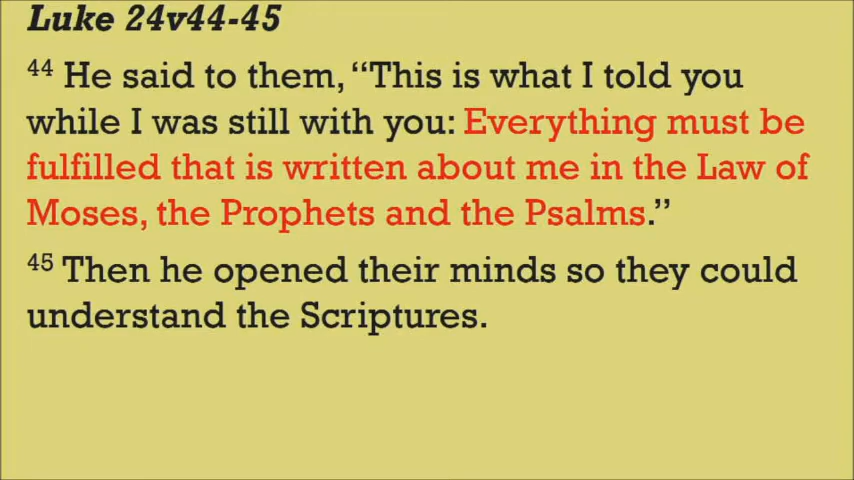 Luke 24v44-45
44 He said to them, “This is what I told you
while I was still with you: Everything must be
fulfilled that is written about me in the Law of
Moses, the Prophets and the Psalms.”
45 Then he opened their minds so they could
understand the Scriptures.